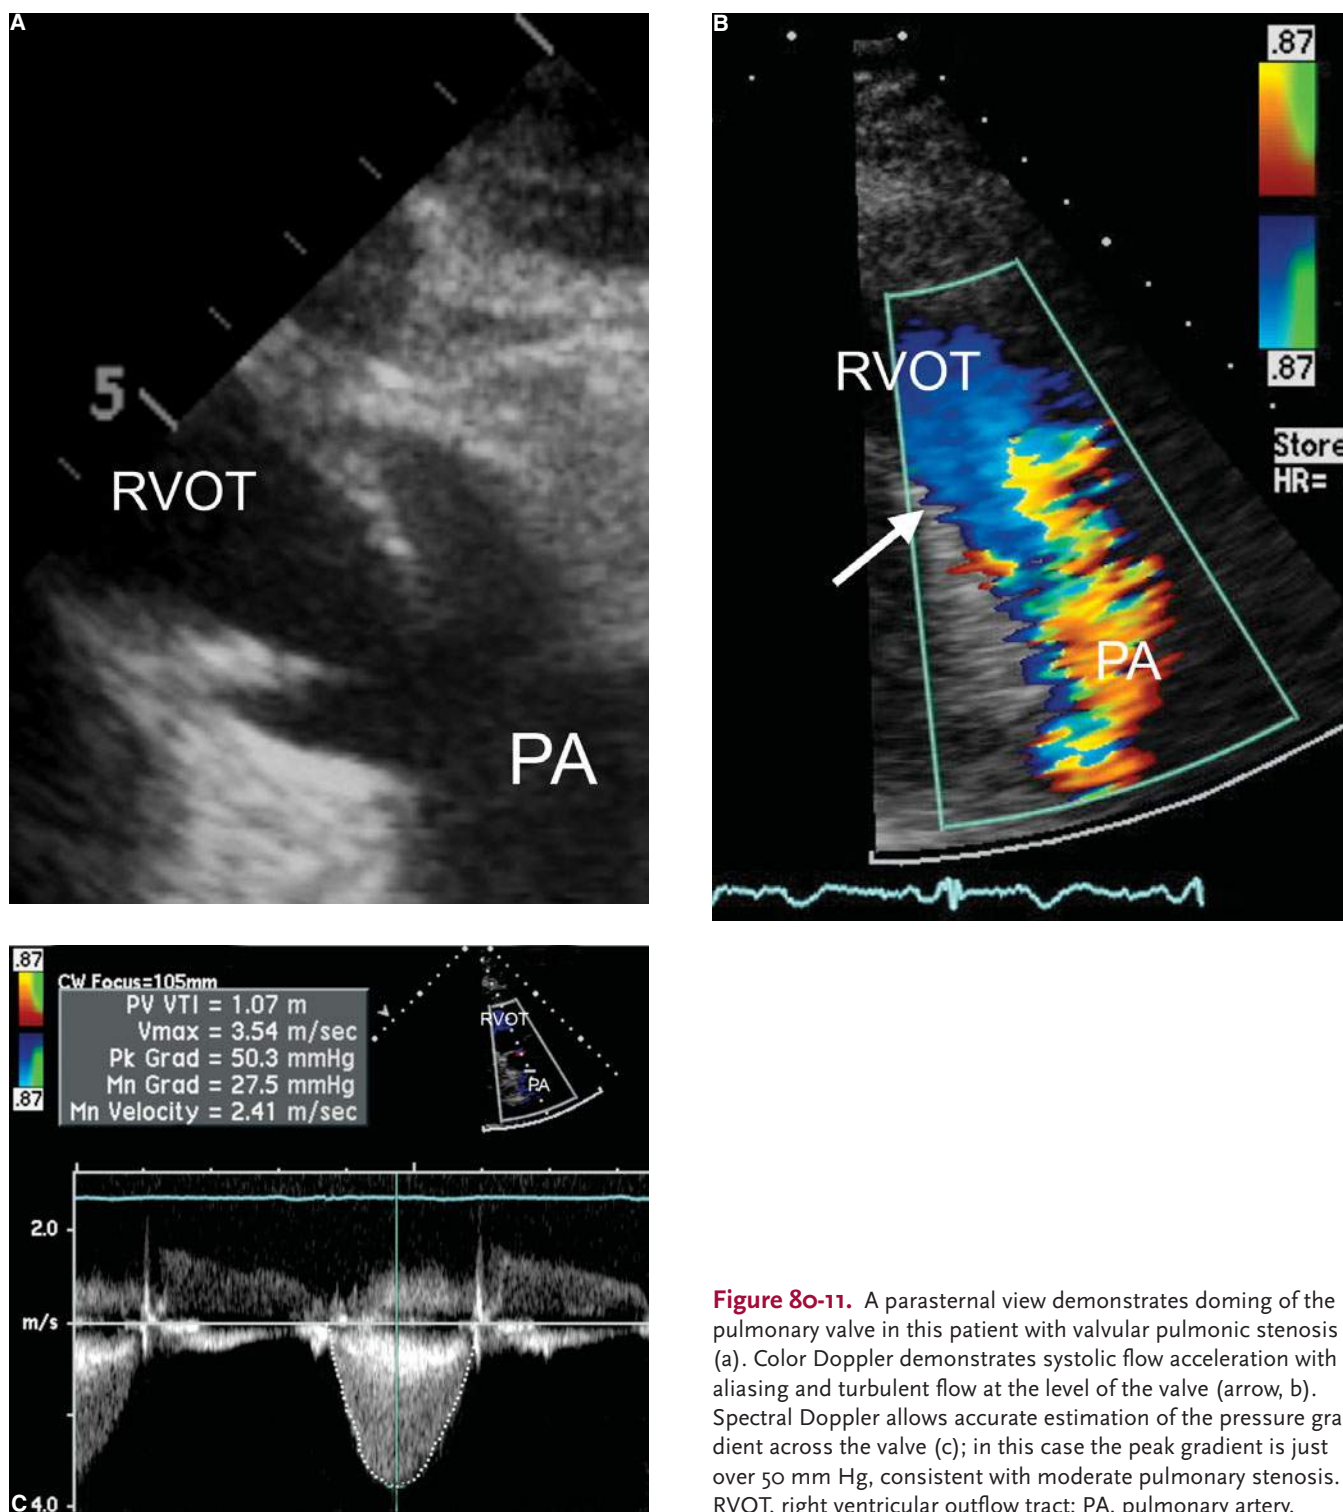 A
5
RVOT
PA
B
.87
.87
RVOT
PA
Store
HR=
.87
.87
CW Focus=105mm
PV VTI = 1.07 m
Vmax = 3.54 m/sec
Pk Grad = 50.3 mmHg
Mn Grad = 27.5 mmHg
Mn Velocity = 2.41 m/sec
RVOT
PA
2.0
m/s
C 4.0
Figure 80-11. A parasternal view demonstrates doming of the
pulmonary valve in this patient with valvular pulmonic stenosis
(a). Color Doppler demonstrates systolic flow acceleration with
aliasing and turbulent flow at the level of the valve (arrow, b).
Spectral Doppler allows accurate estimation of the pressure gra
dient across the valve (c); in this case the peak gradient is just
over 50 mm Hg, consistent with moderate pulmonary stenosis.
RVOT, right ventricular outflow tract; PA, pulmonary artery.